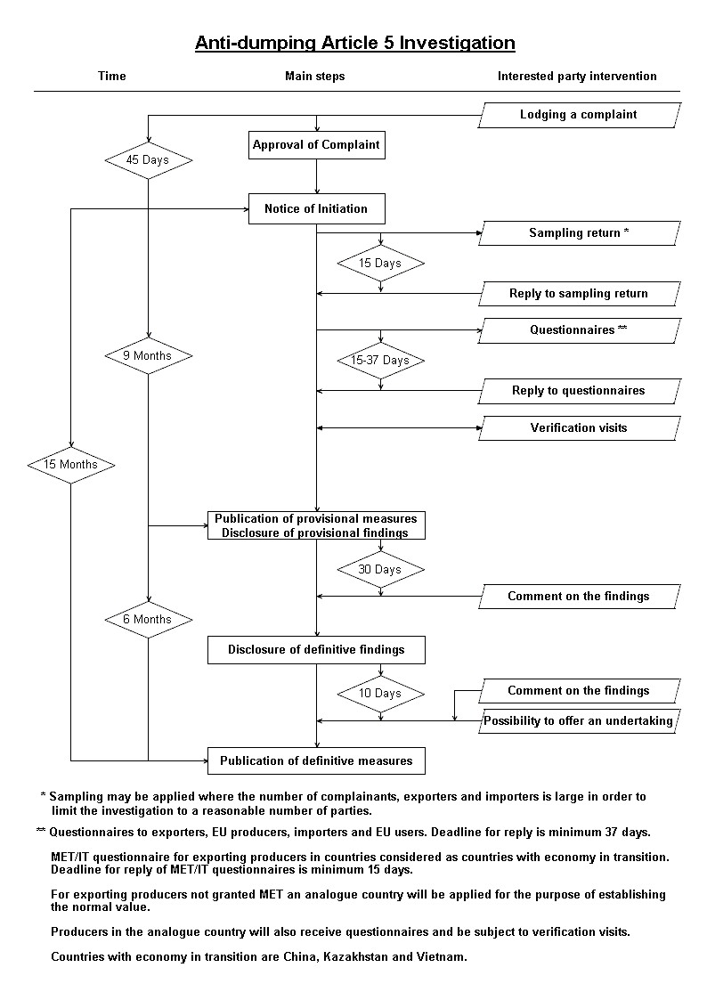 Anti-dumping Article 5 Investigation
Time Main steps Interested party intervention
Lodging a complaint
Approval of Complaint
45 Days
Notice of Initiation
Sampling return *
15 Days
Reply to sampling return
Questionnaires **
9 Months
15-37 Days
Reply to questionnaires
Verification visits
15 Months
Publication of provisional measures
Disclosure of provisional findings
30 Days
Comment on the findings
6 Months
Disclosure of definitive findings
10 Days
Comment on the findings
Possibility to offer an undertaking
Publication of definitive measures
* Sampling may be applied where the number of complainants, exporters and importers is large in order to
limit the investigation to a reasonable number of parties.
** Questionnaires to exporters, EU producers, importers and EU users. Deadline for reply is minimum 37 days.
MET/IT questionnaire for exporting producers in countries considered as countries with economy in transition.
Deadline for reply of MET/IT questionnaires is minimum 15 days.
For exporting producers not granted MET an analogue country will be applied for the purpose of establishing
the normal value.
Producers in the analogue country will also receive questionnaires and be subject to verification visits.
Countries with economy in transition are China, Kazakhstan and Vietnam.